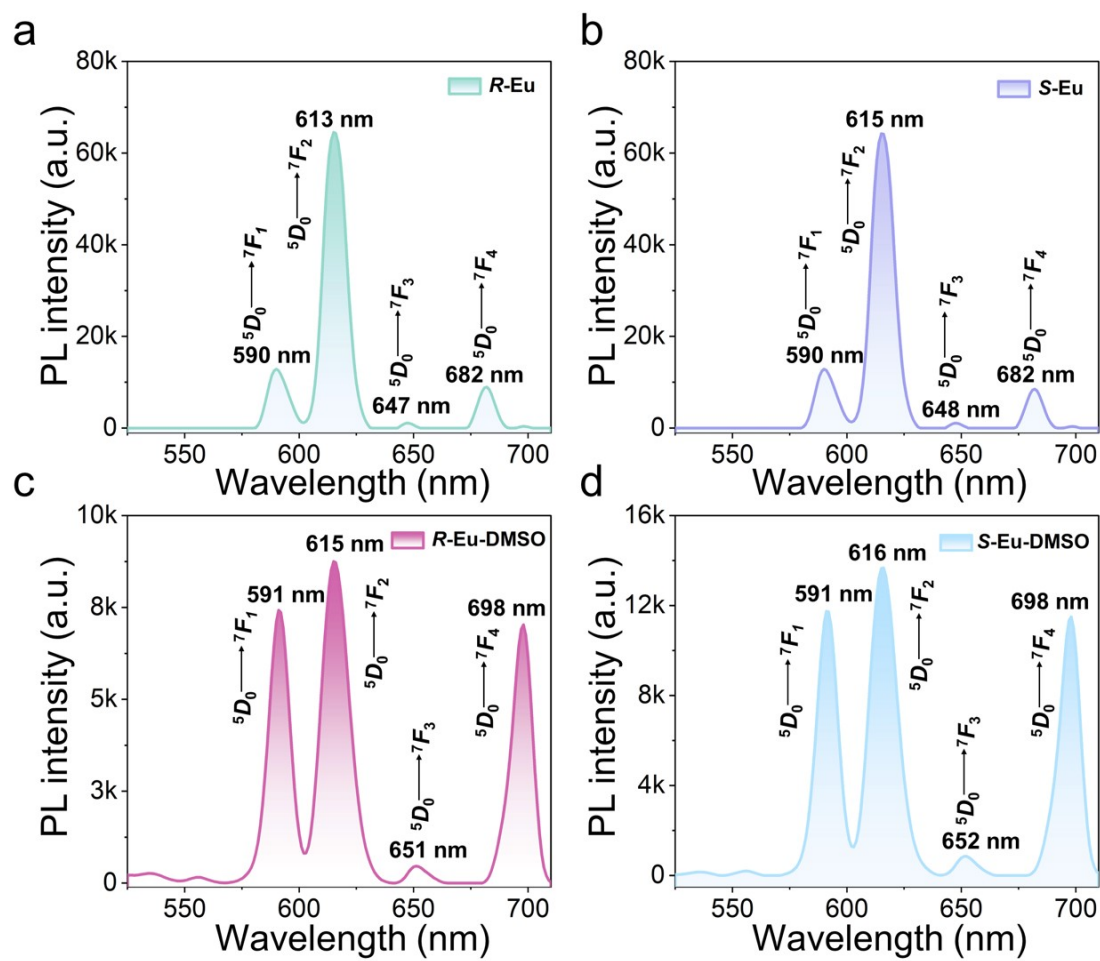 a
80k
60k
40k
20k
0
PL intensity (a.u.)
R-Eu
613 nm
⁵D₀→⁷F₂
⁵D₀→⁷F₁
590 nm
⁵D₀→⁷F₃
647 nm
⁵D₀→⁷F₄
682 nm
550 600 650 700
Wavelength (nm)
b
80k
60k
40k
20k
0
PL intensity (a.u.)
S-Eu
615 nm
⁵D₀→⁷F₂
⁵D₀→⁷F₁
590 nm
⁵D₀→⁷F₃
648 nm
⁵D₀→⁷F₄
682 nm
550 600 650 700
Wavelength (nm)
c
10k
8k
5k
3k
0
PL intensity (a.u.)
R-Eu-DMSO
615 nm
591 nm
⁵D₀→⁷F₁
⁵D₀→⁷F₂
⁵D₀→⁷F₃
651 nm
698 nm
⁵D₀→⁷F₄
550 600 650 700
Wavelength (nm)
d
16k
12k
8k
4k
0
PL intensity (a.u.)
S-Eu-DMSO
616 nm
591 nm
⁵D₀→⁷F₁
⁵D₀→⁷F₂
⁵D₀→⁷F₃
652 nm
698 nm
⁵D₀→⁷F₄
550 600 650 700
Wavelength (nm)